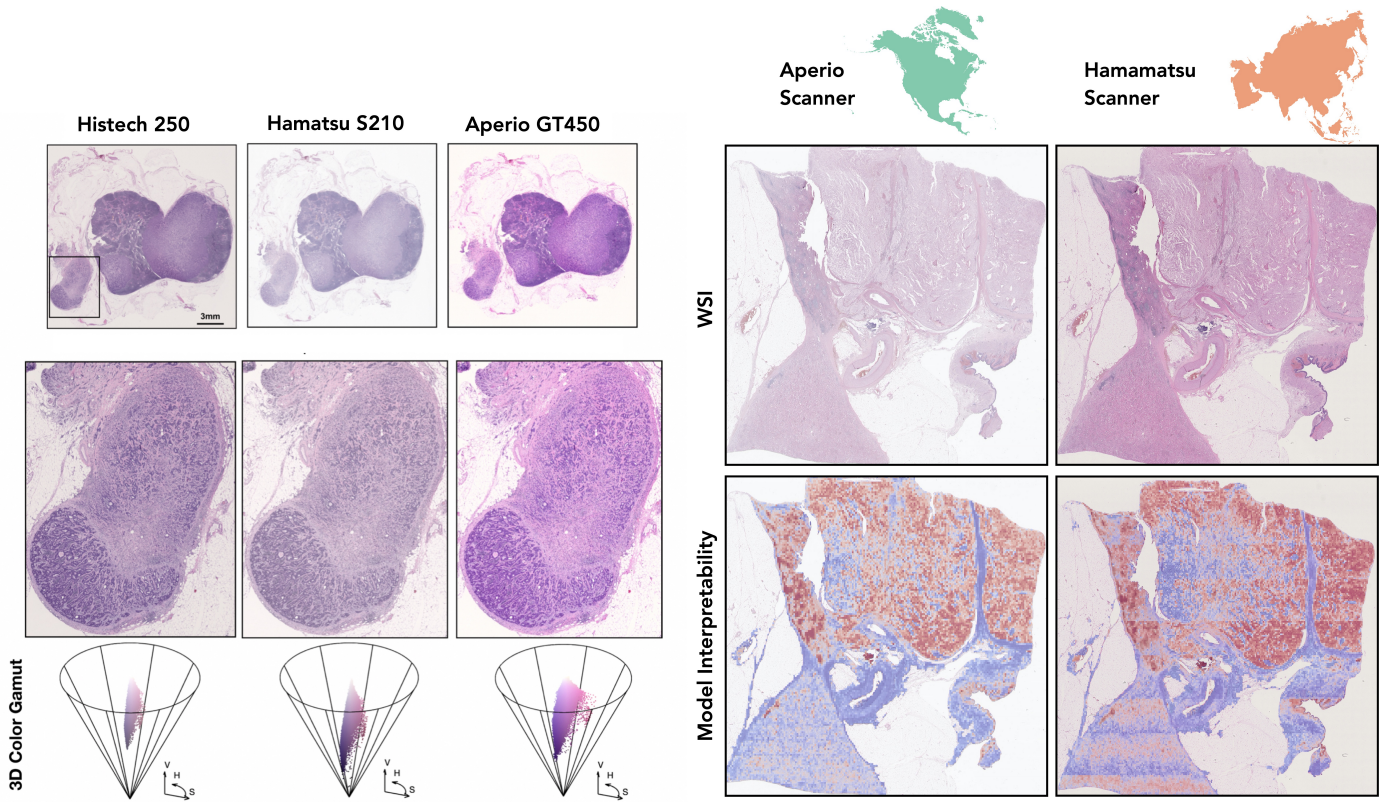 Aperio
Scanner
Hamamatsu
Scanner
Histech 250
Hamatsu S210
Aperio GT450
3mm
WSI
Model Interpretability
3D Color Gamut
V
H
S
V
H
S
V
H
S